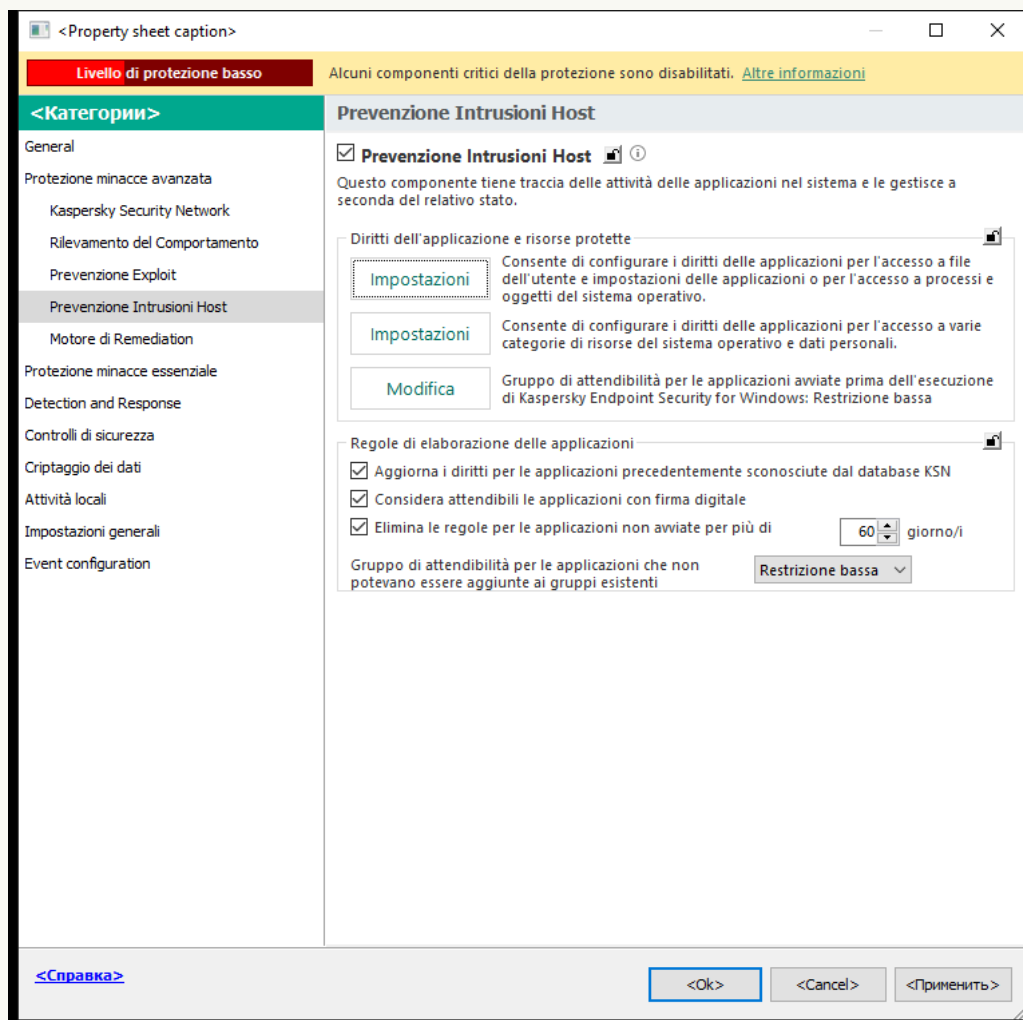 <Property sheet caption>
Livello di protezione basso
Alcuni componenti critici della protezione sono disabilitati. Altre informazioni
<Категории>
General
Protezione minacce avanzata
Kaspersky Security Network
Rilevamento del Comportamento
Prevenzione Exploit
Prevenzione Intrusioni Host
Motore di Remediation
Protezione minacce essenziale
Detection and Response
Controlli di sicurezza
Criptaggio dei dati
Attività locali
Impostazioni generali
Event configuration
Prevenzione Intrusioni Host
Prevenzione Intrusioni Host
Questo componente tiene traccia delle attività delle applicazioni nel sistema e le gestisce a
seconda del relativo stato.
Diritti dell'applicazione e risorse protette
Impostazioni
Consente di configurare i diritti delle applicazioni per l'accesso a file
dell'utente e impostazioni delle applicazioni o per l'accesso a processi e
oggetti del sistema operativo.
Impostazioni
Consente di configurare i diritti delle applicazioni per l'accesso a varie
categorie di risorse del sistema operativo e dati personali.
Modifica
Gruppo di attendibilità per le applicazioni avviate prima dell'esecuzione
di Kaspersky Endpoint Security for Windows: Restrizione bassa
Regole di elaborazione delle applicazioni
Aggiorna i diritti per le applicazioni precedentemente sconosciute dal database KSN
Considera attendibili le applicazioni con firma digitale
Elimina le regole per le applicazioni non avviate per più di 60 giorno/i
Gruppo di attendibilità per le applicazioni che non
potevano essere aggiunte ai gruppi esistenti
Restrizione bassa
<Справка>
<Ok> <Cancel> <Применить>